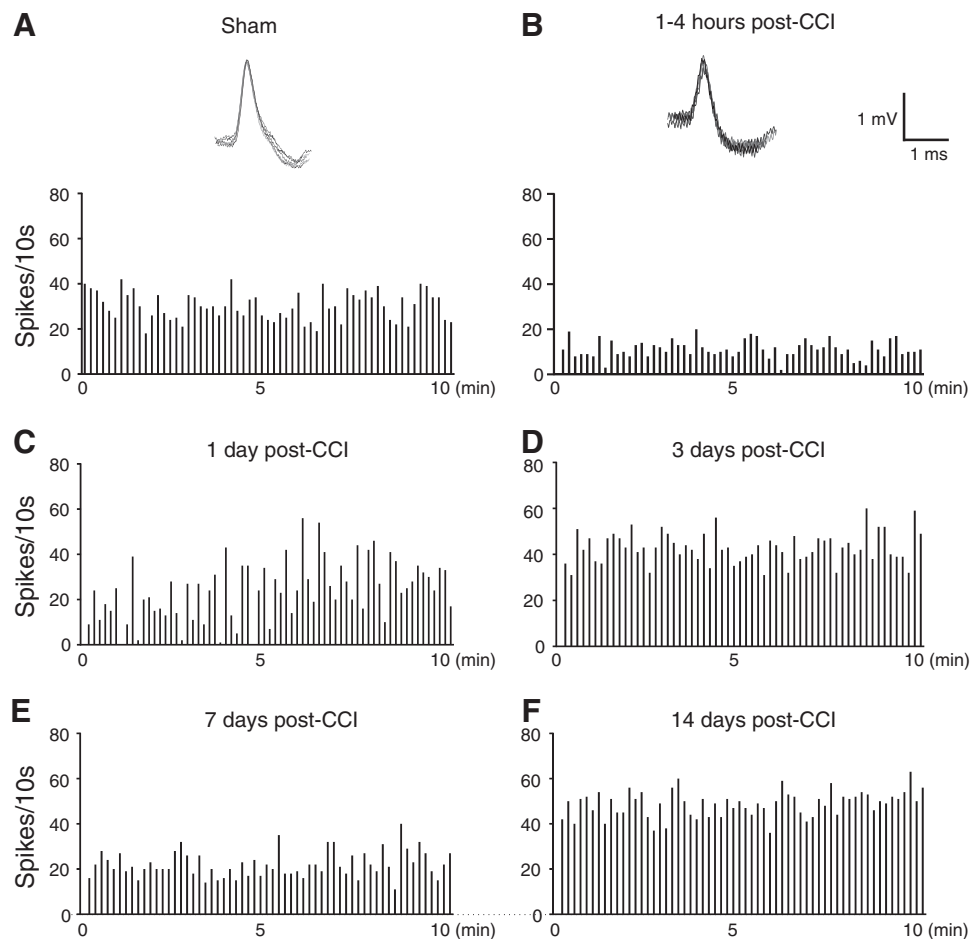 A
Sham
B
1-4 hours post-CCI
1 mV
1 ms
Spikes/10s
80
60
40
20
0
0 5 10 (min)
80
60
40
20
0
0 5 10 (min)
C
1 day post-CCI
D
3 days post-CCI
Spikes/10s
80
60
40
20
0
0 5 10 (min)
80
60
40
20
0
0 5 10 (min)
E
7 days post-CCI
F
14 days post-CCI
Spikes/10s
80
60
40
20
0
0 5 10 (min)
80
60
40
20
0
0 5 10 (min)